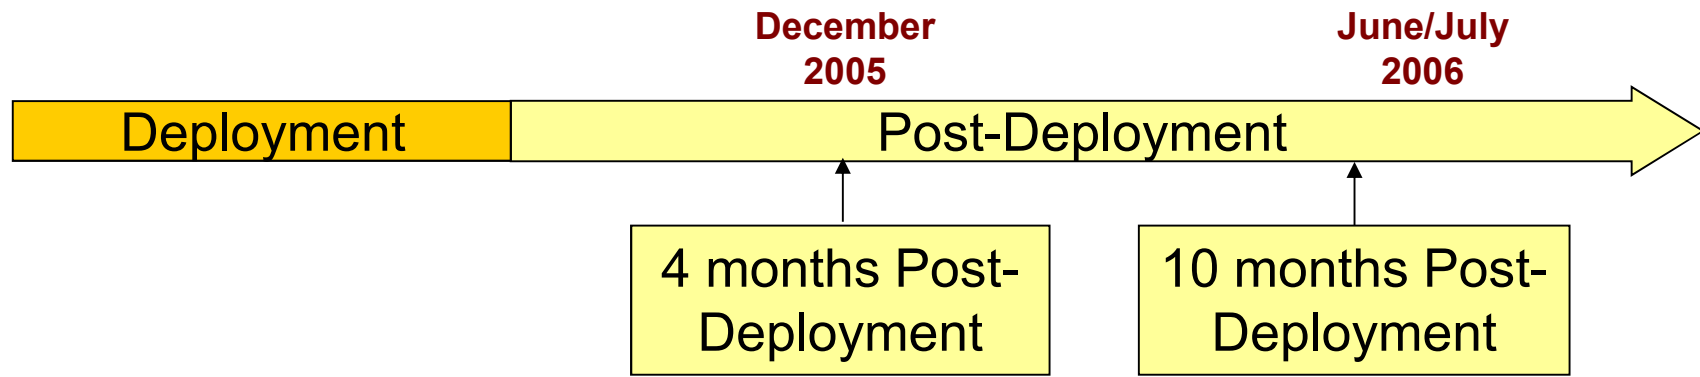 December
2005
June/July
2006
Deployment
Post-Deployment
4 months Post-
Deployment
10 months Post-
Deployment